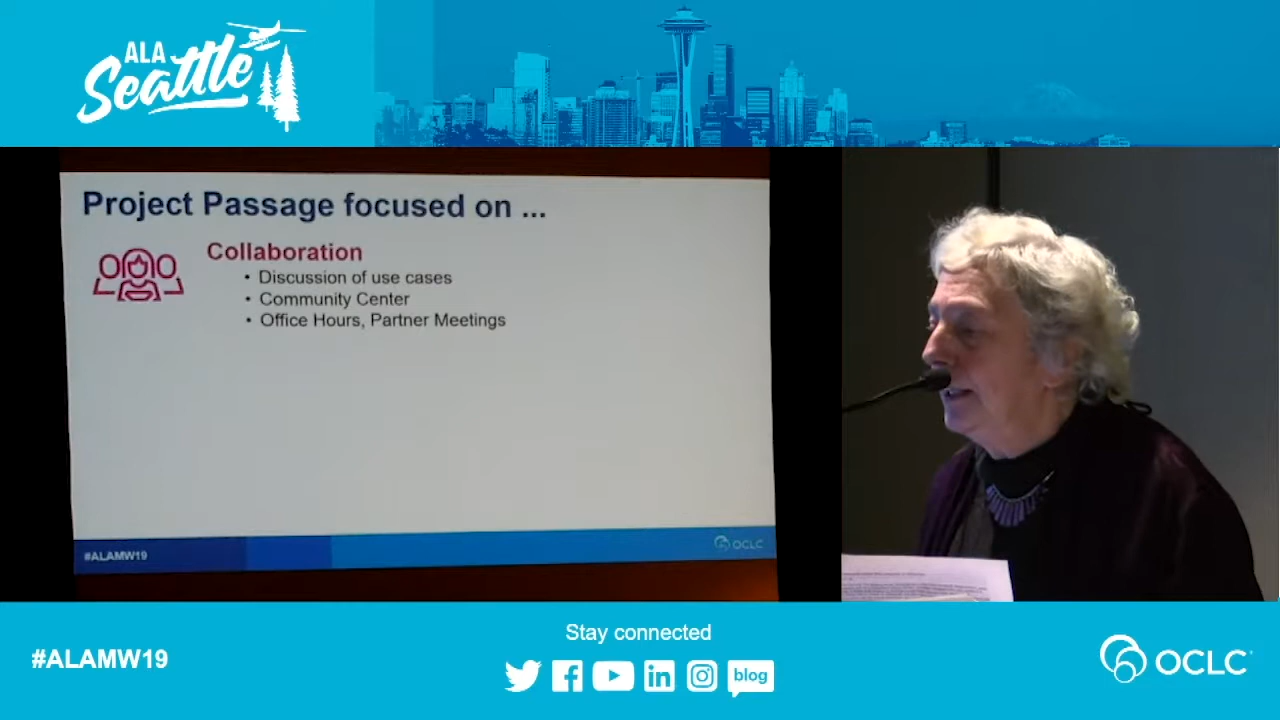 ALA
Seattle
Project Passage focused on ...
Collaboration
• Discussion of use cases
• Community Center
• Office Hours, Partner Meetings
#ALAMW19
OCLC
Stay connected
#ALAMW19
blog
OCLC